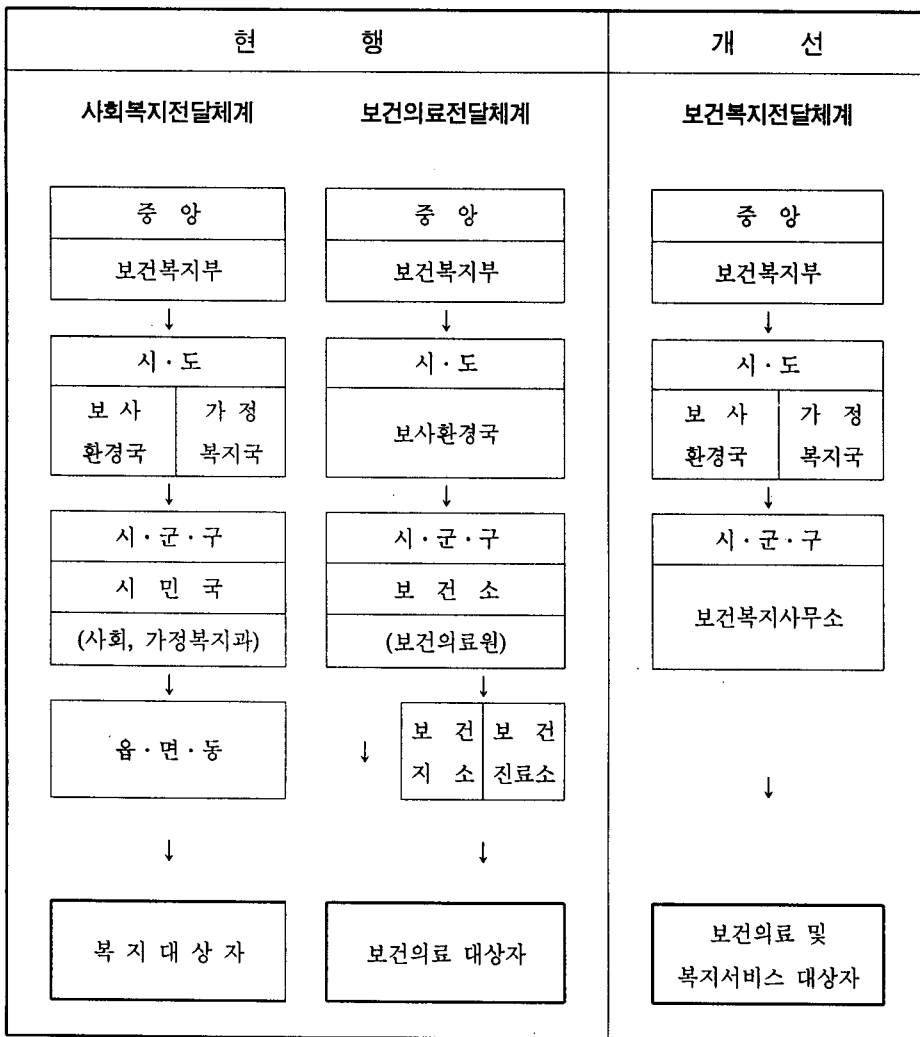 현 행
개 선
사회복지전달체계
보건의료전달체계
보건복지전달체계
중 앙
보건복지부
↓
시·도
보 사
환경국
가 정
복지국
↓
시·군·구
시 민 국
(사회, 가정복지과)
↓
읍·면·동
↓
복 지 대 상 자
중 앙
보건복지부
↓
시·도
보사환경국
↓
시·군·구
보 건 소
(보건의료원)
↓
↓
보 건
지 소
보 건
진료소
↓
보건의료 대상자
중 앙
보건복지부
↓
시·도
보 사
환경국
가 정
복지국
↓
시·군·구
보건복지사무소
↓
보건의료 및
복지서비스 대상자